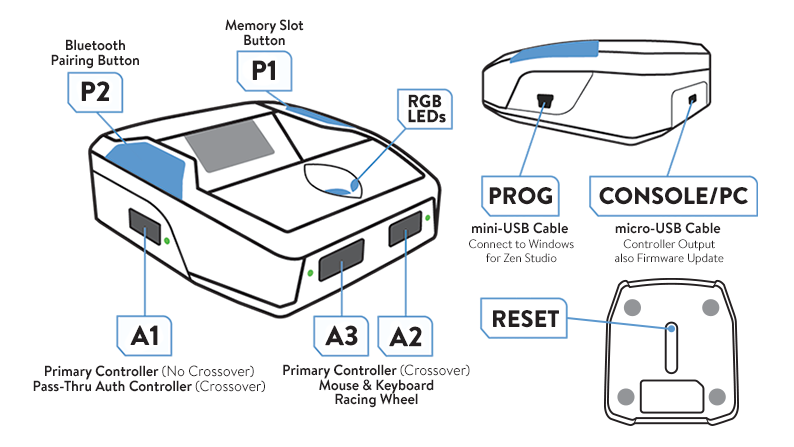 Memory Slot
Button
P1
Bluetooth
Pairing Button
P2
RGB
LEDs
PROG
mini-USB Cable
Connect to Windows
for Zen Studio
CONSOLE/PC
micro-USB Cable
Controller Output
also Firmware Update
A1
Primary Controller (No Crossover)
Pass-Thru Auth Controller (Crossover)
A3
A2
Primary Controller (Crossover)
Mouse & Keyboard
Racing Wheel
RESET